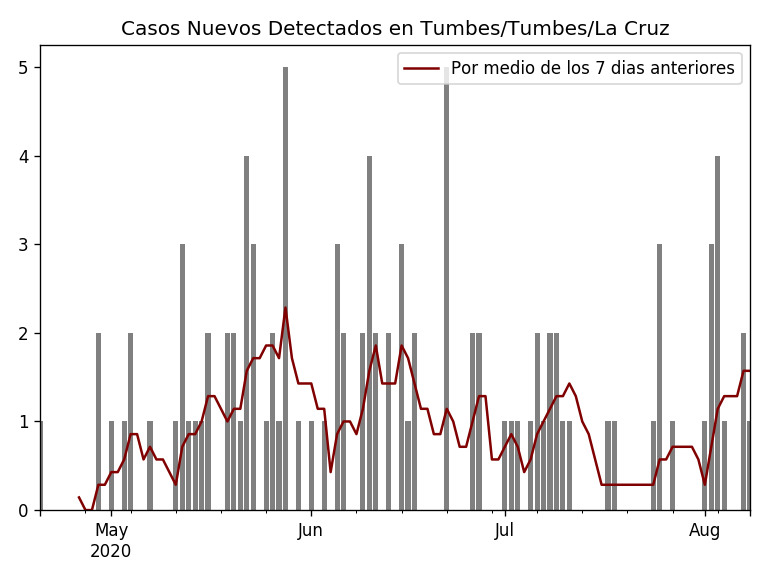 Casos Nuevos Detectados en Tumbes/Tumbes/La Cruz
Por medio de los 7 dias anteriores
5
4
3
2
1
0
May Jun Jul Aug
2020